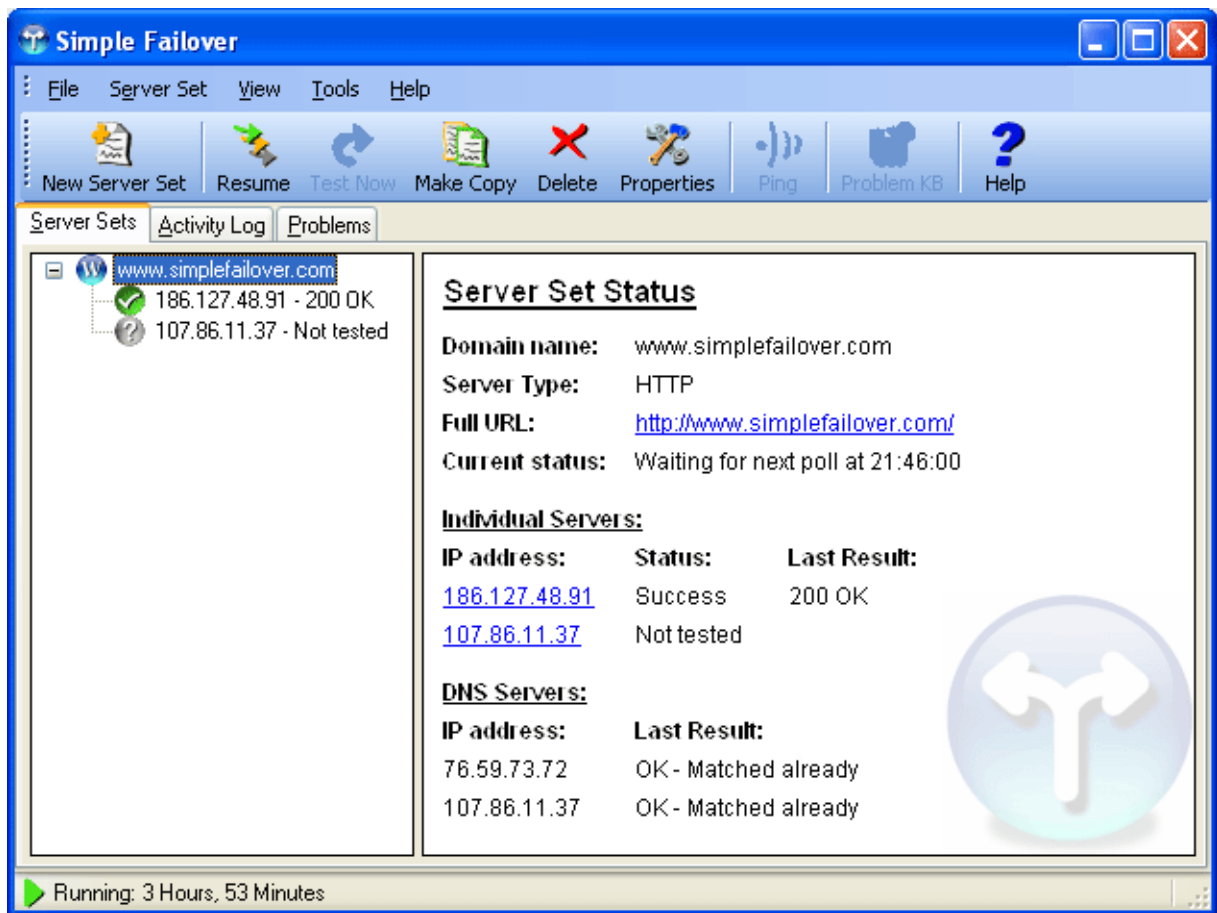 Simple Failover
File Server Set View Tools Help
New Server Set Resume Test Now Make Copy Delete Properties Ping Problem KB Help
Server Sets Activity Log Problems
www.simplefailover.com
186.127.48.91 - 200 OK
107.86.11.37 - Not tested
Server Set Status
Domain name: www.simplefailover.com
Server Type: HTTP
Full URL: http://www.simplefailover.com/
Current status: Waiting for next poll at 21:46:00
Individual Servers:
IP address: Status: Last Result:
186.127.48.91 Success 200 OK
107.86.11.37 Not tested
DNS Servers:
IP address: Last Result:
76.59.73.72 OK - Matched already
107.86.11.37 OK - Matched already
Running: 3 Hours, 53 Minutes